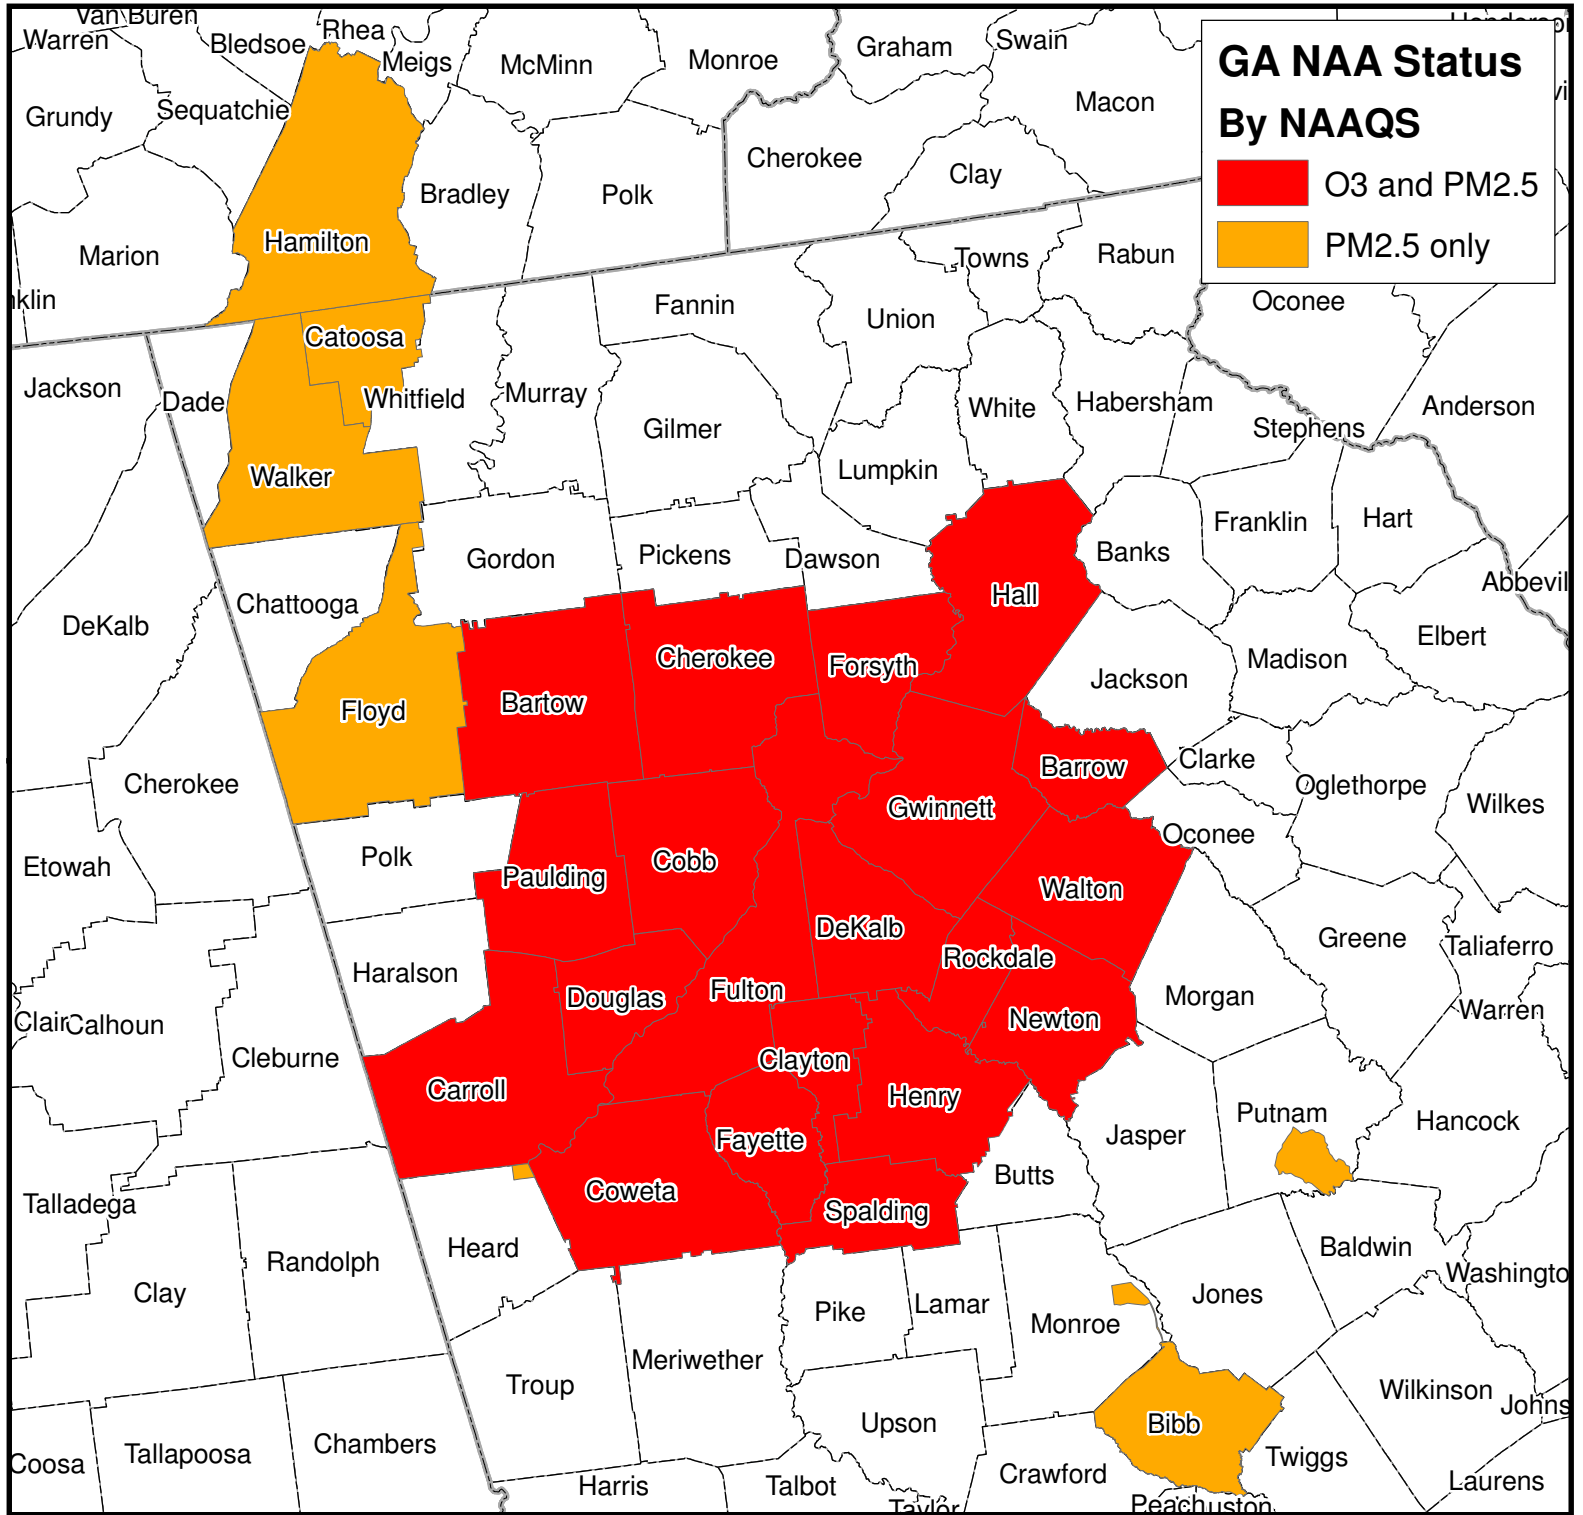 Van Buren
Rhea
Warren
Bledsoe
Meigs
McMinn
Monroe
Graham
Swain
GA NAA Status
By NAAQS
O3 and PM2.5
PM2.5 only
Grundy
Sequatchie
Macon
Cherokee
Clay
Bradley
Polk
Marion
Hamilton
Towns
Rabun
nklin
Fannin
Union
Oconee
Catoosa
Jackson
Dade
Whitfield
Murray
White
Habersham
Anderson
Stephens
Gilmer
Walker
Lumpkin
Franklin
Hart
Gordon
Pickens
Dawson
Banks
Abbevil
Chattooga
Hall
DeKalb
Elbert
Cherokee
Forsyth
Madison
Jackson
Floyd
Bartow
Cherokee
Barrow
Clarke
Oglethorpe
Wilkes
Gwinnett
Oconee
Etowah
Polk
Paulding
Cobb
Walton
DeKalb
Greene
Taliaferro
Haralson
Rockdale
Douglas
Fulton
Morgan
Warren
Clair
Calhoun
Newton
Cleburne
Clayton
Carroll
Henry
Putnam
Hancock
Fayette
Jasper
Butts
Talladega
Coweta
Spalding
Heard
Randolph
Baldwin
Clay
Jones
Washingto
Pike
Lamar
Monroe
Meriwether
Troup
Wilkinson
Johns
Upson
Bibb
Coosa
Tallapoosa
Chambers
Twiggs
Crawford
Harris
Talbot
Laurens
Taylor
Peach
uston